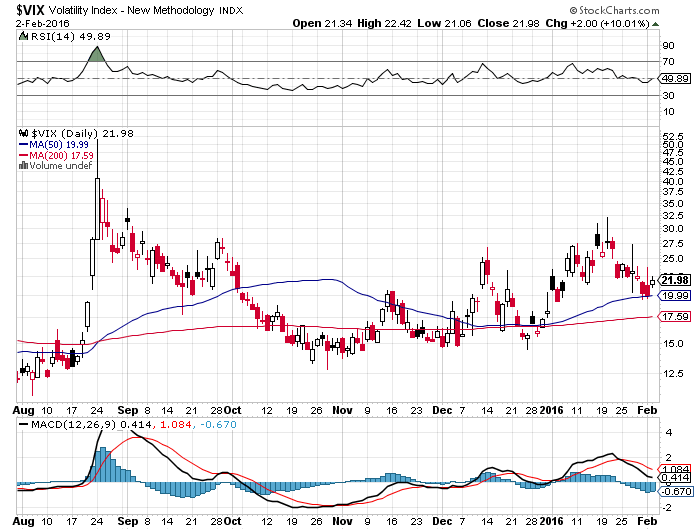 $VIX Volatility Index - New Methodology INDX © StockCharts.com
2-Feb-2016 Open 21.34 High 22.42 Low 21.06 Close 21.98 Chg +2.00 (+10.01%)
RSI(14) 49.89
90
70
49.89
30
10
$VIX (Daily) 21.98
MA(50) 19.99
MA(200) 17.59
Volume undef
52.5
50.0
47.5
45.0
42.5
40.0
37.5
35.0
32.5
30.0
27.5
25.0
21.98
19.99
17.59
15.0
12.5
Aug 10 17 24 Sep 8 14 21 28 Oct 12 19 26 Nov 9 16 23 Dec 7 14 21 28 2016 11 19 25 Feb
MACD(12,26,9) 0.414, 1.084, -0.670
4
2
1.084
0.414
-0.670
-2
Aug 10 17 24 Sep 8 14 21 28 Oct 12 19 26 Nov 9 16 23 Dec 7 14 21 28 2016 11 19 25 Feb